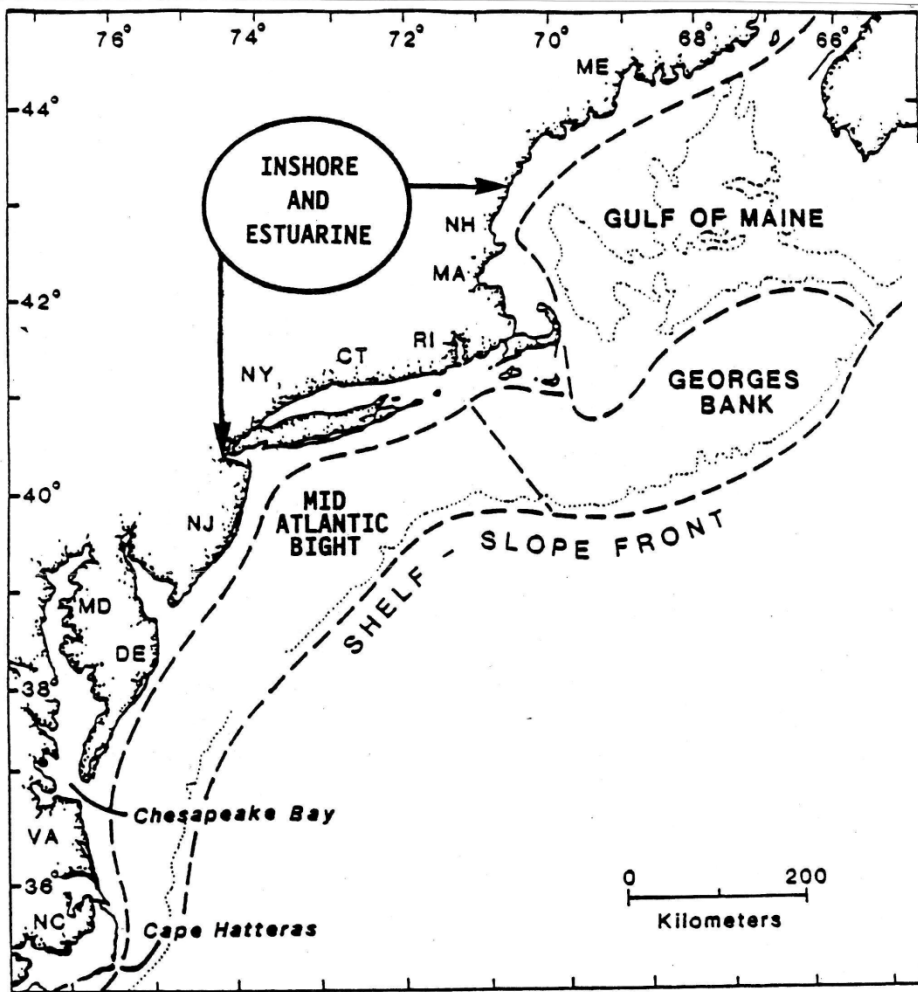 76°
74°
72°
70°
68°
66°
ME
44°
INSHORE
AND
ESTUARINE
GULF OF MAINE
NH
MA
42°
RI
CT
NY
GEORGES
BANK
40°
MID
ATLANTIC
BIGHT
NJ
SHELF - SLOPE FRONT
MD
DE
38°
Chesapeake Bay
VA
36°
0 200
Kilometers
NC
Cape Hatteras